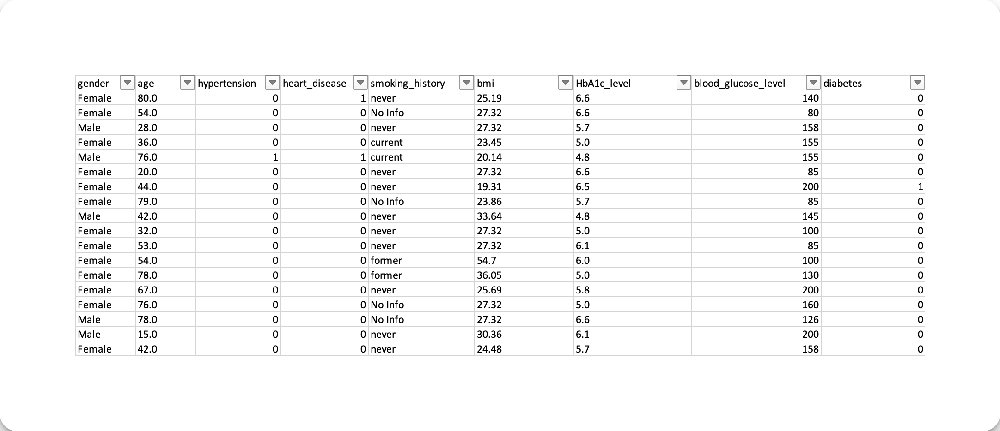 gender age hypertension heart_disease smoking_history bmi HbA1c_level blood_glucose_level diabetes
Female 80.0 0 1 never 25.19 6.6 140 0
Female 54.0 0 0 No Info 27.32 6.6 80 0
Male 28.0 0 0 never 27.32 5.7 158 0
Female 36.0 0 0 current 23.45 5.0 155 0
Male 76.0 1 1 current 20.14 4.8 155 0
Female 20.0 0 0 never 27.32 6.6 85 0
Female 44.0 0 0 never 19.31 6.5 200 1
Female 79.0 0 0 No Info 23.86 5.7 85 0
Male 42.0 0 0 never 33.64 4.8 145 0
Female 32.0 0 0 never 27.32 5.0 100 0
Female 53.0 0 0 never 27.32 6.1 85 0
Female 54.0 0 0 former 54.7 6.0 100 0
Female 78.0 0 0 former 36.05 5.0 130 0
Female 67.0 0 0 never 25.69 5.8 200 0
Female 76.0 0 0 No Info 27.32 5.0 160 0
Male 78.0 0 0 No Info 27.32 6.6 126 0
Male 15.0 0 0 never 30.36 6.1 200 0
Female 42.0 0 0 never 24.48 5.7 158 0